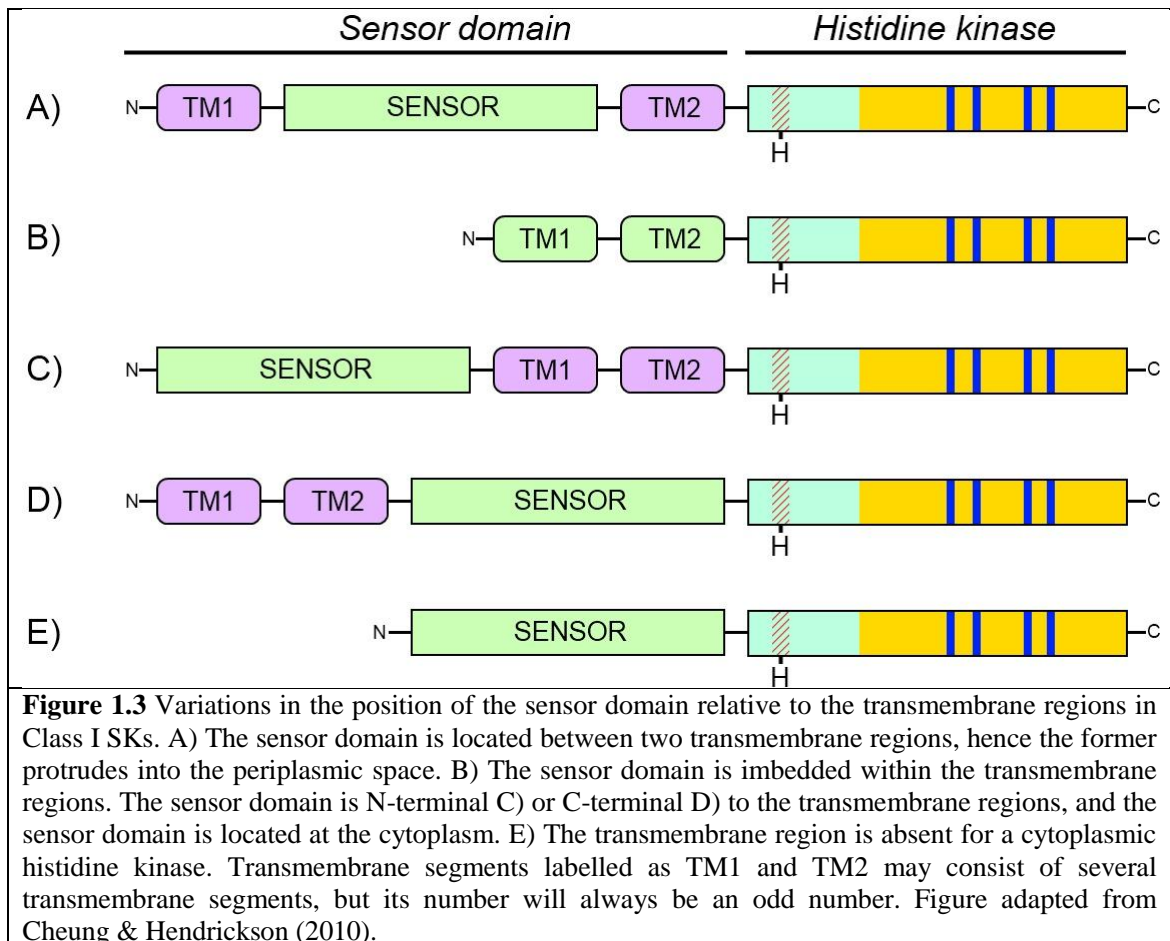 Sensor domain Histidine kinase
A) N TM1 SENSOR TM2 C
H
B) N TM1 TM2 C
H
C) N SENSOR TM1 TM2 C
H
D) N TM1 TM2 SENSOR C
H
E) N SENSOR C
H
Figure 1.3 Variations in the position of the sensor domain relative to the transmembrane regions in
Class I SKs. A) The sensor domain is located between two transmembrane regions, hence the former
protrudes into the periplasmic space. B) The sensor domain is imbedded within the transmembrane
regions. The sensor domain is N-terminal C) or C-terminal D) to the transmembrane regions, and the
sensor domain is located at the cytoplasm. E) The transmembrane region is absent for a cytoplasmic
histidine kinase. Transmembrane segments labelled as TM1 and TM2 may consist of several
transmembrane segments, but its number will always be an odd number. Figure adapted from
Cheung & Hendrickson (2010).